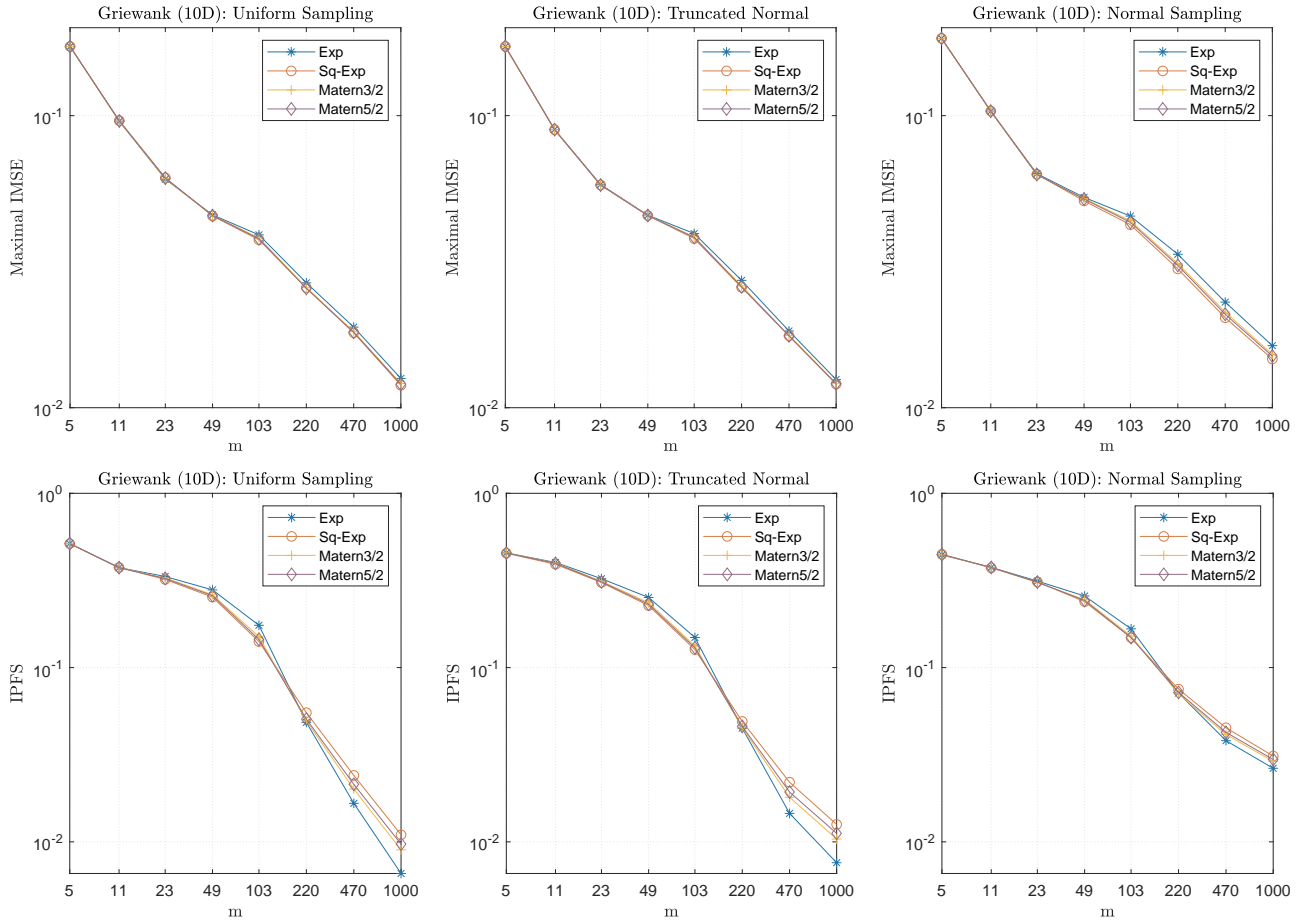 Griewank (10D): Uniform Sampling
Exp
Sq-Exp
Matern3/2
Matern5/2
Maximal IMSE
10-1
10-2
5 11 23 49 103 220 470 1000
m
Griewank (10D): Truncated Normal
Exp
Sq-Exp
Matern3/2
Matern5/2
Maximal IMSE
10-1
10-2
5 11 23 49 103 220 470 1000
m
Griewank (10D): Normal Sampling
Exp
Sq-Exp
Matern3/2
Matern5/2
Maximal IMSE
10-1
10-2
5 11 23 49 103 220 470 1000
m
Griewank (10D): Uniform Sampling
Exp
Sq-Exp
Matern3/2
Matern5/2
IPFS
100
10-1
10-2
5 11 23 49 103 220 470 1000
m
Griewank (10D): Truncated Normal
Exp
Sq-Exp
Matern3/2
Matern5/2
IPFS
100
10-1
10-2
5 11 23 49 103 220 470 1000
m
Griewank (10D): Normal Sampling
Exp
Sq-Exp
Matern3/2
Matern5/2
IPFS
100
10-1
10-2
5 11 23 49 103 220 470 1000
m